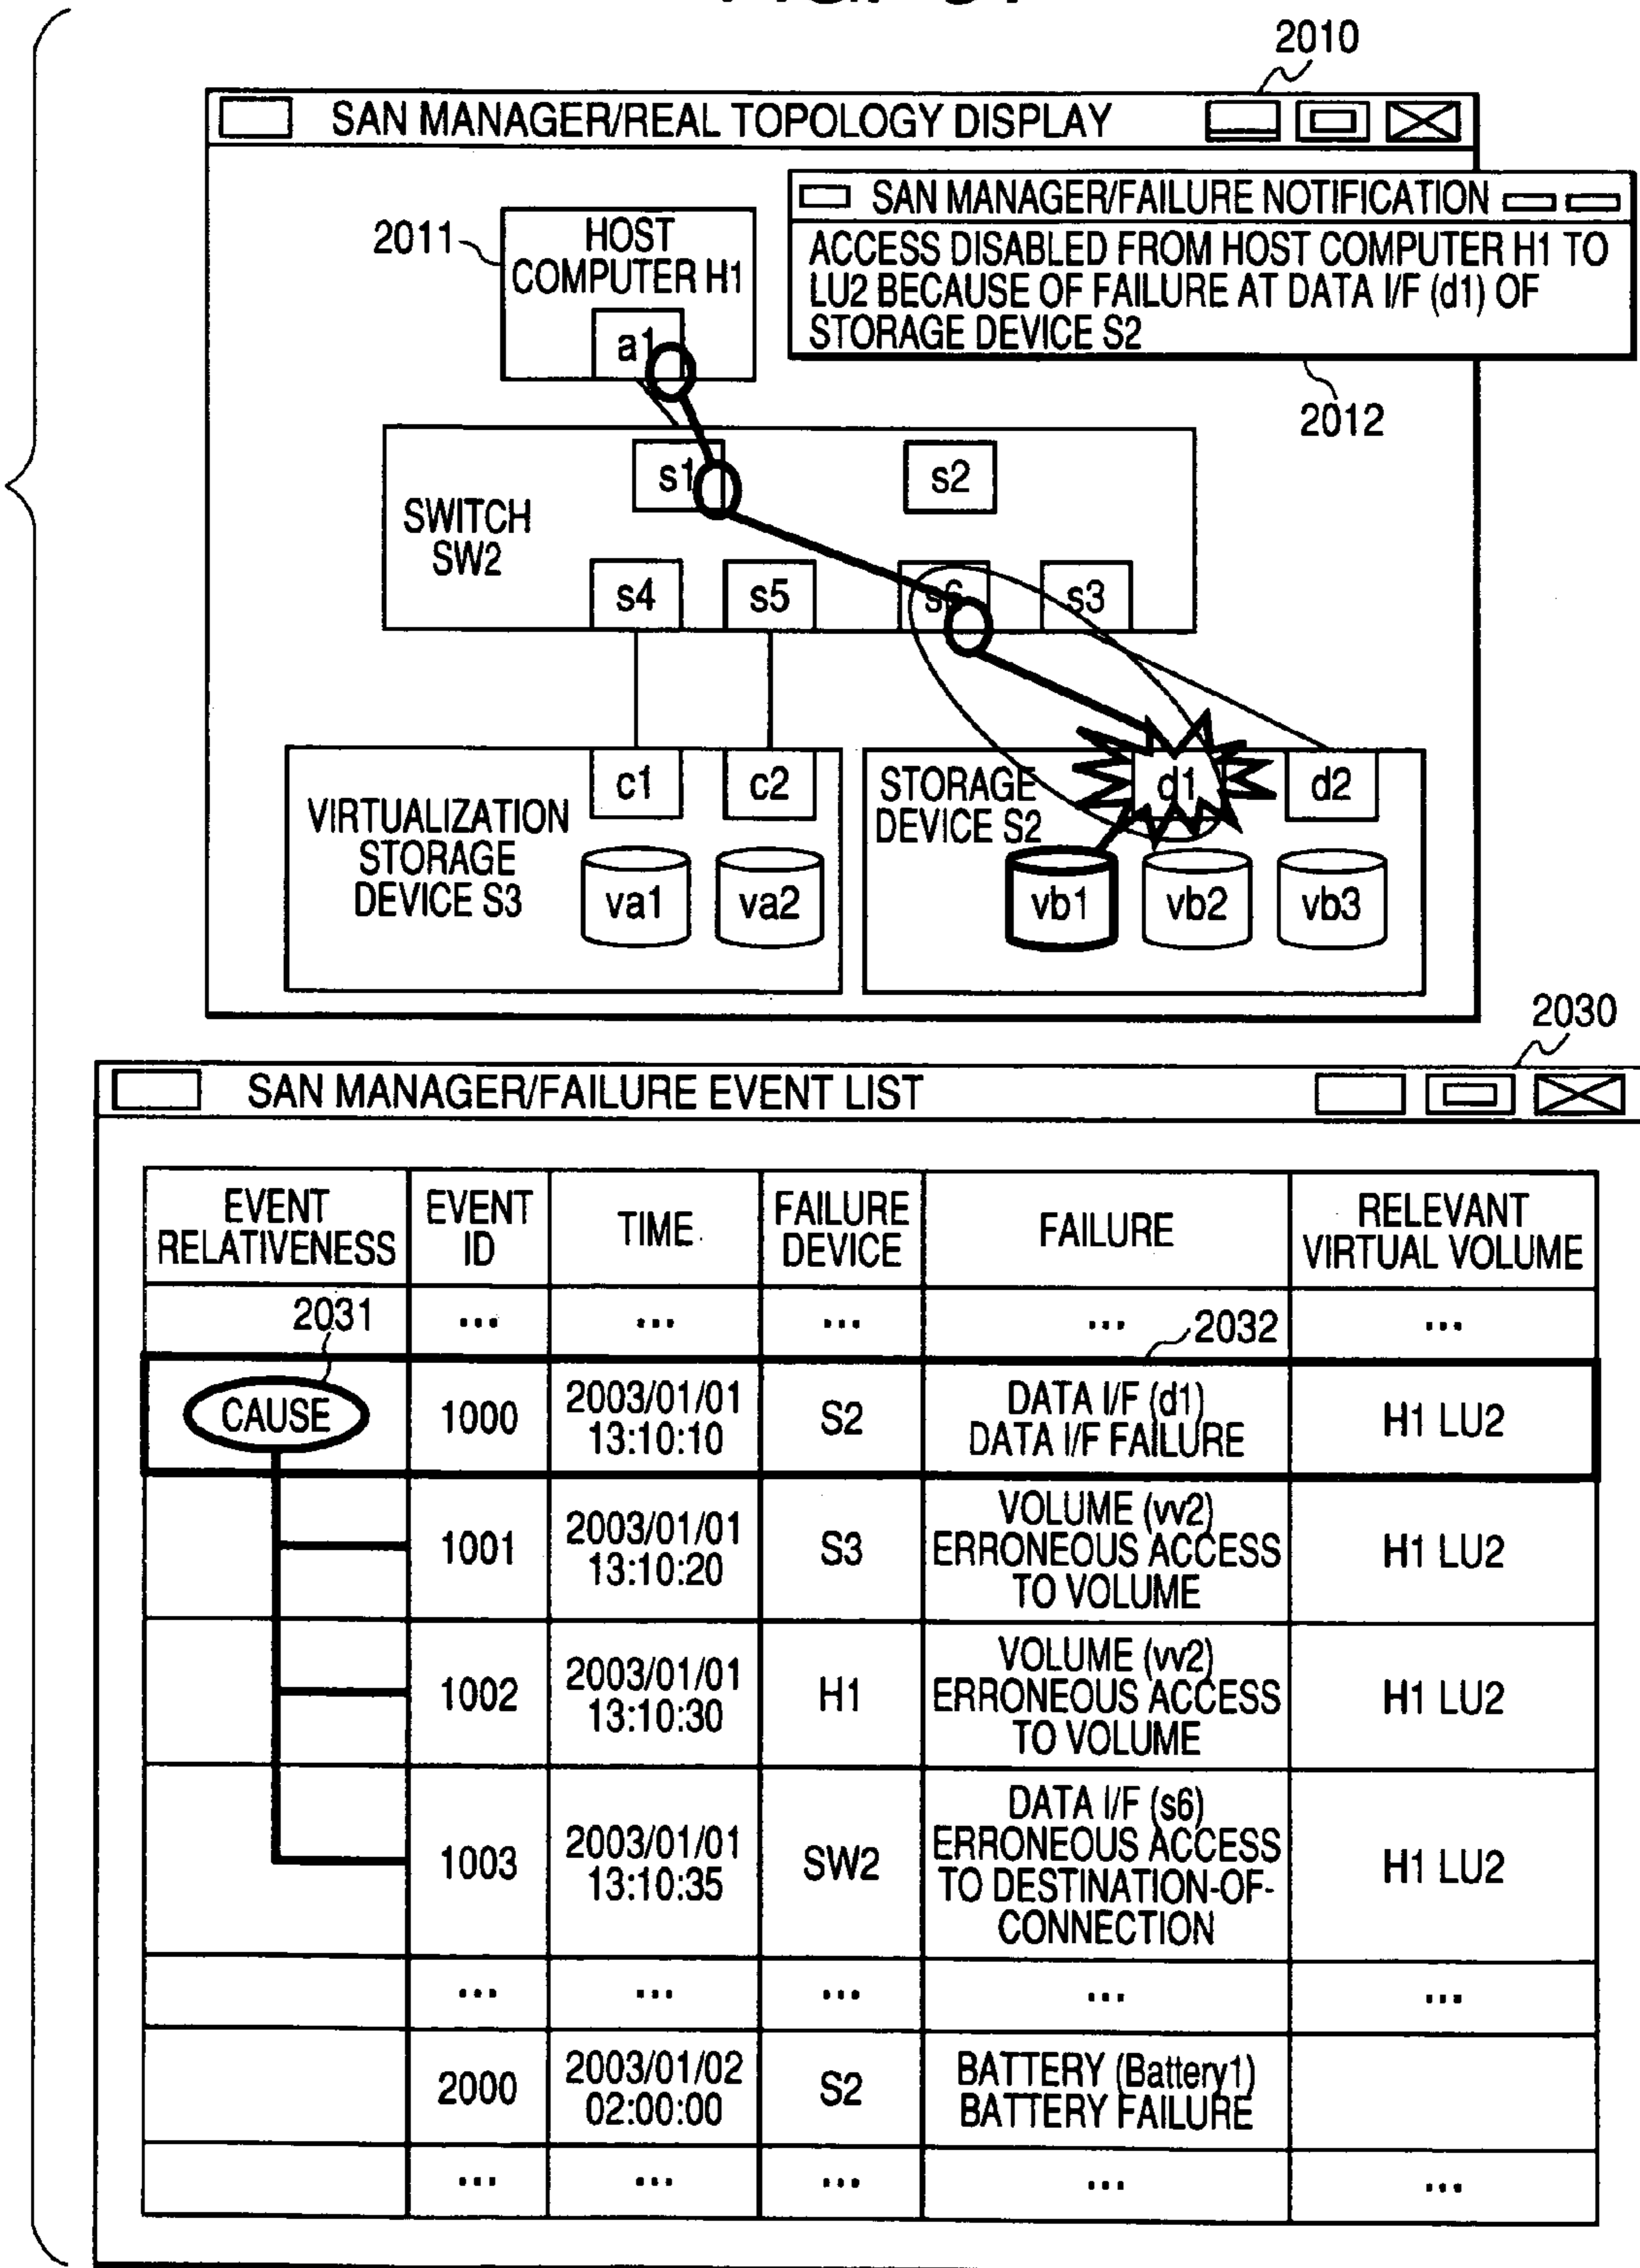 2010
SAN MANAGER/REAL TOPOLOGY DISPLAY
SAN MANAGER/FAILURE NOTIFICATION
ACCESS DISABLED FROM HOST COMPUTER H1 TO
LU2 BECAUSE OF FAILURE AT DATA I/F (d1) OF
STORAGE DEVICE S2
2012
2011
HOST
COMPUTER H1
a1
s1
s2
SWITCH
SW2
s4
s5
s6
s3
c1
c2
VIRTUALIZATION
STORAGE
DEVICE S3
va1
va2
STORAGE
DEVICE S2
d1
d2
vb1
vb2
vb3
2030
SAN MANAGER/FAILURE EVENT LIST
EVENT
RELATIVENESS
EVENT
ID
TIME
FAILURE
DEVICE
FAILURE
RELEVANT
VIRTUAL VOLUME
2031
...
...
...
...
2032
...
CAUSE
1000
2003/01/01
13:10:10
S2
DATA I/F (d1)
DATA I/F FAILURE
H1 LU2
1001
2003/01/01
13:10:20
S3
VOLUME (vv2)
ERRONEOUS ACCESS
TO VOLUME
H1 LU2
1002
2003/01/01
13:10:30
H1
VOLUME (vv2)
ERRONEOUS ACCESS
TO VOLUME
H1 LU2
1003
2003/01/01
13:10:35
SW2
DATA I/F (s6)
ERRONEOUS ACCESS
TO DESTINATION-OF-
CONNECTION
H1 LU2
...
...
...
...
...
2000
2003/01/02
02:00:00
S2
BATTERY (Battery1)
BATTERY FAILURE
...
...
...
...
...